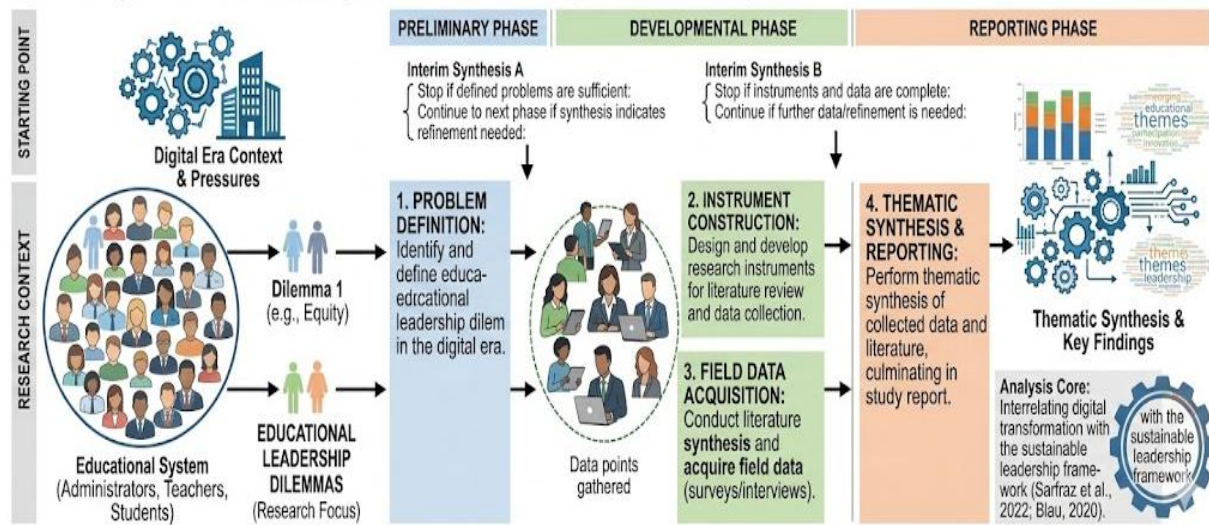 STARTING POINT
RESEARCH CONTEXT
Digital Era Context
& Pressures
PRELIMINARY PHASE
DEVELOPMENTAL PHASE
REPORTING PHASE
Interim Synthesis A
Stop if defined problems are sufficient:
Continue to next phase if synthesis indicates
refinement needed:
Interim Synthesis B
Stop if instruments and data are complete:
Continue if further data/refinement is needed:
Educational System
(Administrators, Teachers,
Students)
Dilemma 1
(e.g., Equity)
EDUCATIONAL
LEADERSHIP
DILEMMAS
(Research Focus)
1. PROBLEM
DEFINITION:
Identify and
define educa-
edrcational
leadership dilem
in the digital era.
Data points
gathered
2. INSTRUMENT
CONSTRUCTION:
Design and develop
research instruments
for literature review
and data collection.
3. FIELD DATA
ACQUISITION:
Conduct literature
synthesis and
acquire field data
(surveys/interviews).
4. THEMATIC
SYNTHESIS &
REPORTING:
Perform thematic
synthesis of
collected data and
literature,
culminating in
study report.
educational
themes
themes
themes
leadership
Thematic Synthesis &
Key Findings
Analysis Core:
Interrelating digital
transformation with
the sustainable
leadership frame-
work (Sarfraz et al.,
2022; Blau, 2020).
with the
sustainable
leadership
framework